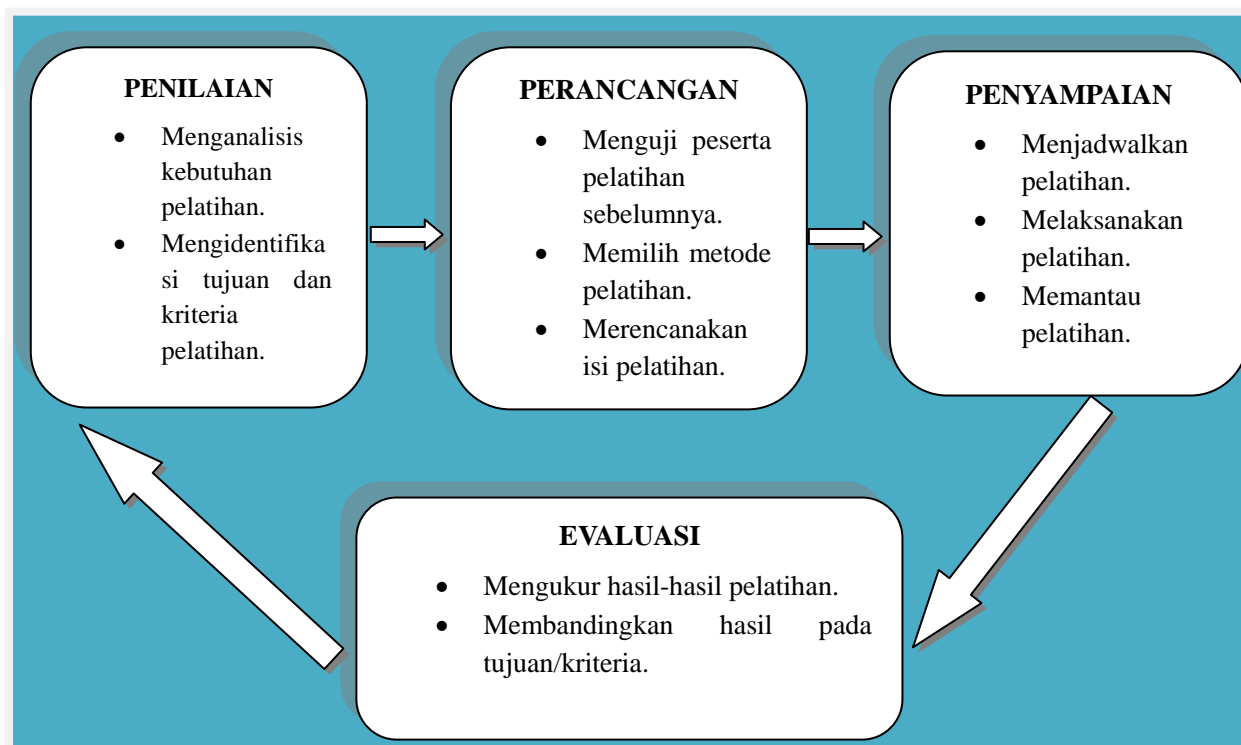 PENILAIAN
• Menganalisis
kebutuhan
pelatihan.
• Mengidentifika
si tujuan dan
kriteria
pelatihan.
PERANCANGAN
• Menguji peserta
pelatihan
sebelumnya.
• Memilih metode
pelatihan.
• Merencanakan
isi pelatihan.
PENYAMPAIAN
• Menjadwalkan
pelatihan.
• Melaksanakan
pelatihan.
• Memantau
pelatihan.
EVALUASI
• Mengukur hasil-hasil pelatihan.
• Membandingkan hasil pada
tujuan/kriteria.